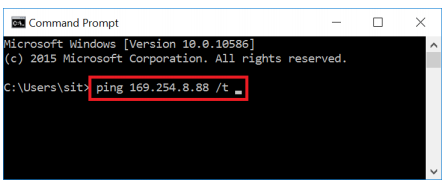 Command Prompt
Microsoft Windows [Version 10.0.10586]
(c) 2015 Microsoft Corporation. All rights reserved.
C:\Users\sit> ping 169.254.8.88 /t